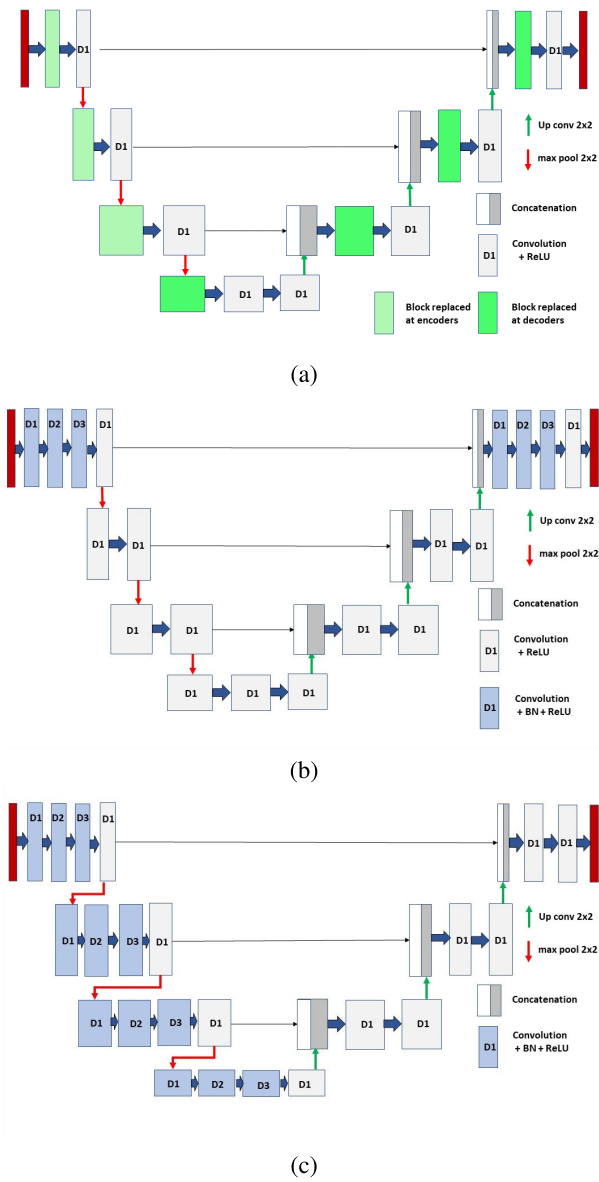 D1 D1
D1 D1
Up conv 2x2
max pool 2x2
D1 D1
Concatenation
D1 D1
D1 Convolution
+ ReLU
Block replaced
at encoders
Block replaced
at decoders
(a)
D1 D2 D3 D1 D1 D2 D3 D1
D1 D1 D1 D1
Up conv 2x2
max pool 2x2
D1 D1 D1 D1
Concatenation
D1 D1 D1
D1 Convolution
+ ReLU
D1 Convolution
+ BN + ReLU
(b)
D1 D2 D3 D1 D1 D1
D1 D2 D3 D1 D1 D1
Up conv 2x2
max pool 2x2
D1 D2 D3 D1 D1 D1
Concatenation
D1 D2 D3 D1
D1 Convolution
+ BN + ReLU
(c)